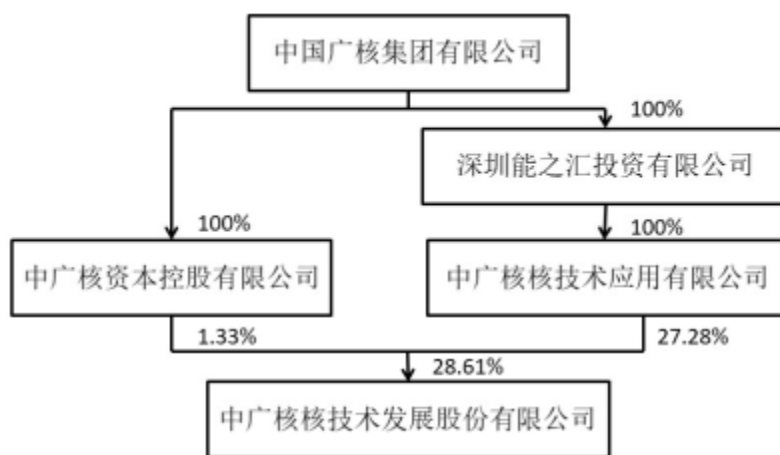 中国广核集团有限公司
100%
深圳能之汇投资有限公司
100%
100%
中广核资本控股有限公司
中广核核技术应用有限公司
1.33%
27.28%
28.61%
中广核核技术发展股份有限公司